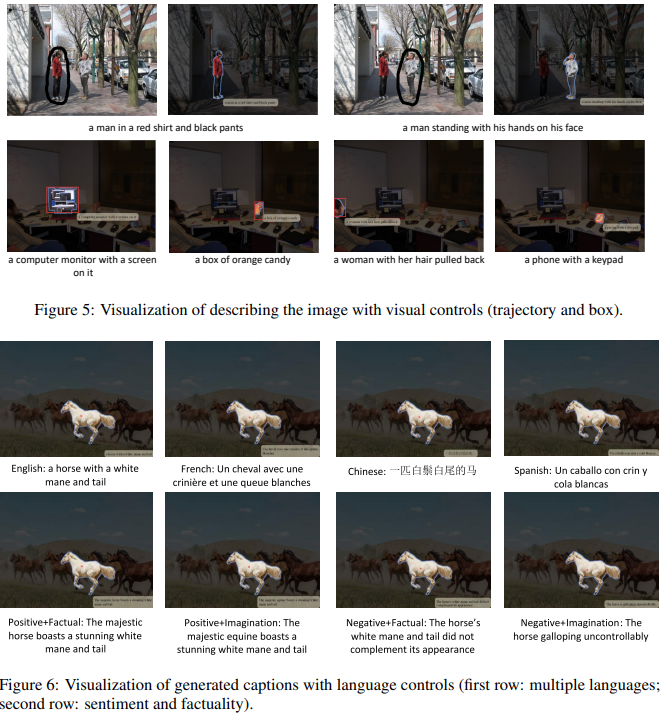 a man in a red shirt and black pants
a man standing with his hands on his face
a computer monitor with a screen
on it
a box of orange candy
a woman with her hair pulled back
a phone with a keypad
Figure 5: Visualization of describing the image with visual controls (trajectory and box).
English: a horse with a white
mane and tail
French: Un cheval avec une
crinière et une queue blanches
Chinese: 一匹白鬃白尾的马
Spanish: Un caballo con crin y
cola blancas
Positive+Factual: The majestic
horse boasts a stunning white
mane and tail
Positive+Imagination: The
majestic equine boasts a
stunning white mane and tail
Negative+Factual: The horse's
white mane and tail did not
complement its appearance
Negative+Imagination: The
horse galloping uncontrollably
Figure 6: Visualization of generated captions with language controls (first row: multiple languages;
second row: sentiment and factuality).